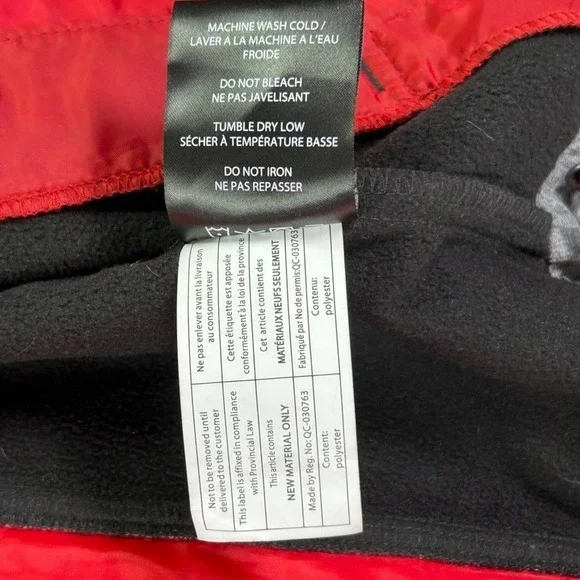 MACHINE WASH COLD /
LAVER A LA MACHINE A L'EAU
FROIDE
DO NOT BLEACH
NE PAS JAVELISANT
TUMBLE DRY LOW
SÉCHER À TEMPÉRATURE BASSE
DO NOT IRON
NE PAS REPASSER
Ne pas enlever avant la livraison
au consommateur
Cette étiquette est apposée
conformément à la loi de la province
Cet article contient des
MATÉRIAUX NEUFS SEULEMENT
Fabriqué par No de permis:QC-030763
Contenu:
polyester
Not to be removed until
delivered to the customer
This label is affixed in compliance
with Provincial Law
This article contains
NEW MATERIAL ONLY
Made by Reg. No: QC-030763
Content:
polyester